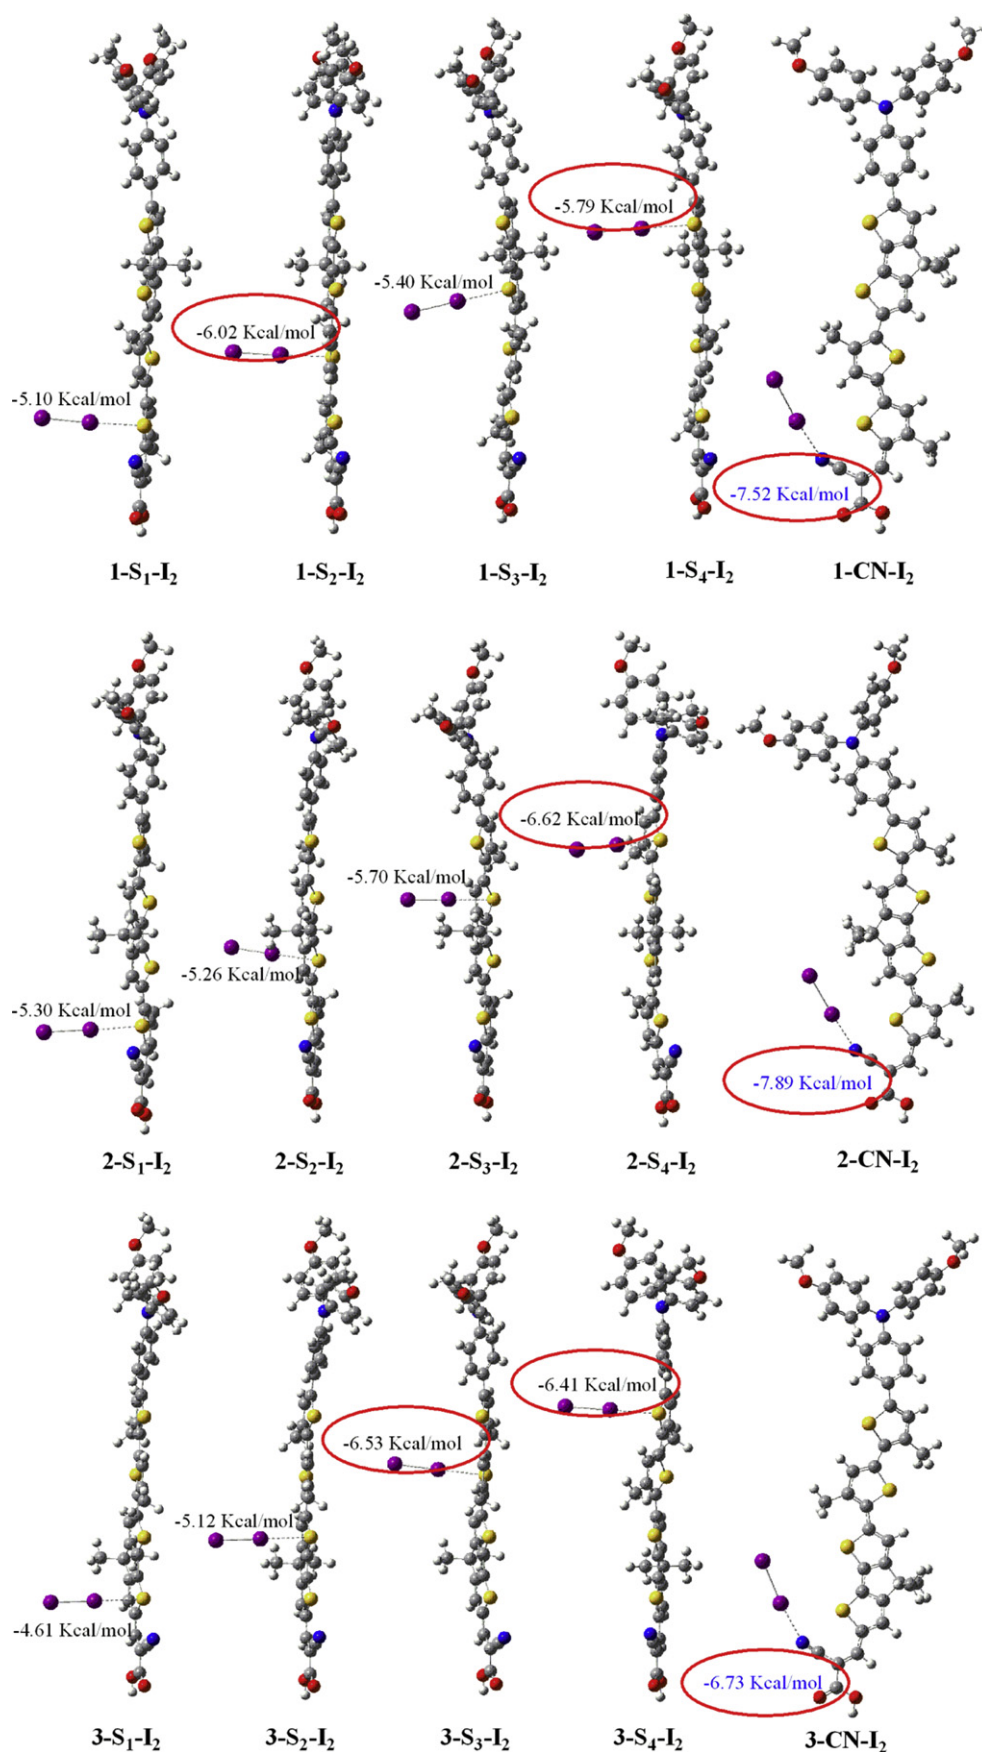 -5.79 Kcal/mol
-5.40 Kcal/mol
-6.02 Kcal/mol
-5.10 Kcal/mol
-7.52 Kcal/mol
1-S₁-I₂ 1-S₂-I₂ 1-S₃-I₂ 1-S₄-I₂ 1-CN-I₂
-6.62 Kcal/mol
-5.70 Kcal/mol
-5.26 Kcal/mol
-5.30 Kcal/mol
-7.89 Kcal/mol
2-S₁-I₂ 2-S₂-I₂ 2-S₃-I₂ 2-S₄-I₂ 2-CN-I₂
-6.41 Kcal/mol
-6.53 Kcal/mol
-5.12 Kcal/mol
-4.61 Kcal/mol
-6.73 Kcal/mol
3-S₁-I₂ 3-S₂-I₂ 3-S₃-I₂ 3-S₄-I₂ 3-CN-I₂